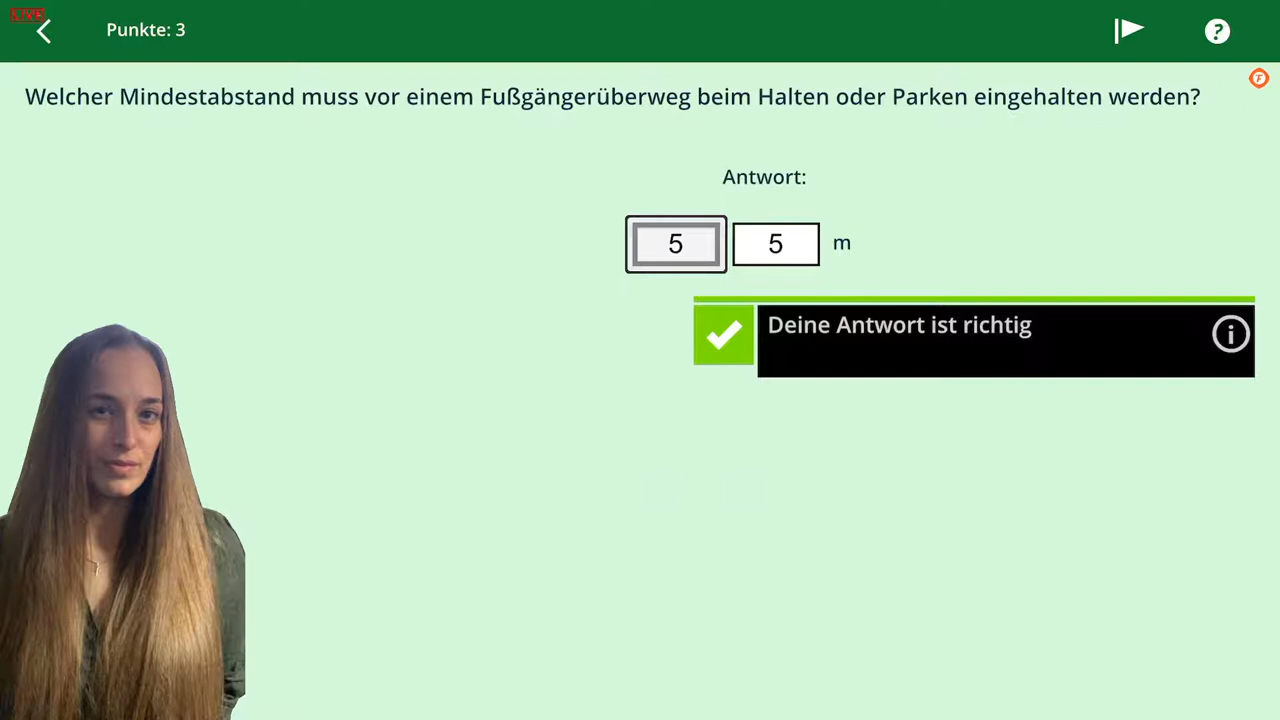 LIVE
Punkte: 3
?
F
Welcher Mindestabstand muss vor einem Fußgängerüberweg beim Halten oder Parken eingehalten werden?
Antwort:
5 5 m
Deine Antwort ist richtig
i